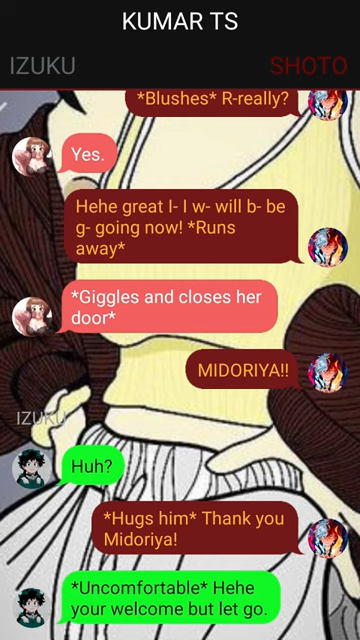 KUMAR TS
IZUKU
SHOTO
*Blushes* R-really?
Yes.
Hehe great I- I w- will b- be
g- going now! *Runs
away*
*Giggles and closes her
door*
MIDORIYA!!
IZUKU
Huh?
*Hugs him* Thank you
Midoriya!
*Uncomfortable* Hehe
your welcome but let go.